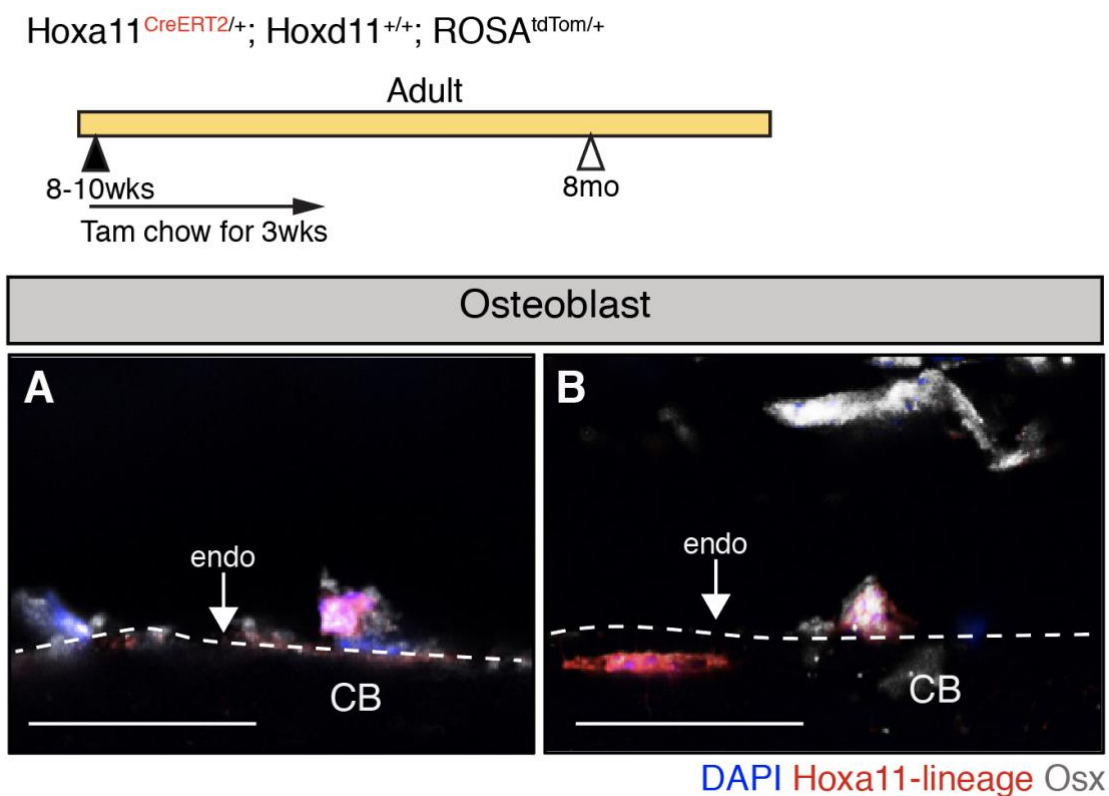 Hoxa11CreERT2/+; Hoxd11+/+; ROSAtdTom/+
Adult
8-10wks
8mo
Tam chow for 3wks
Osteoblast
A
B
endo
endo
CB
CB
DAPI Hoxa11-lineage Osx